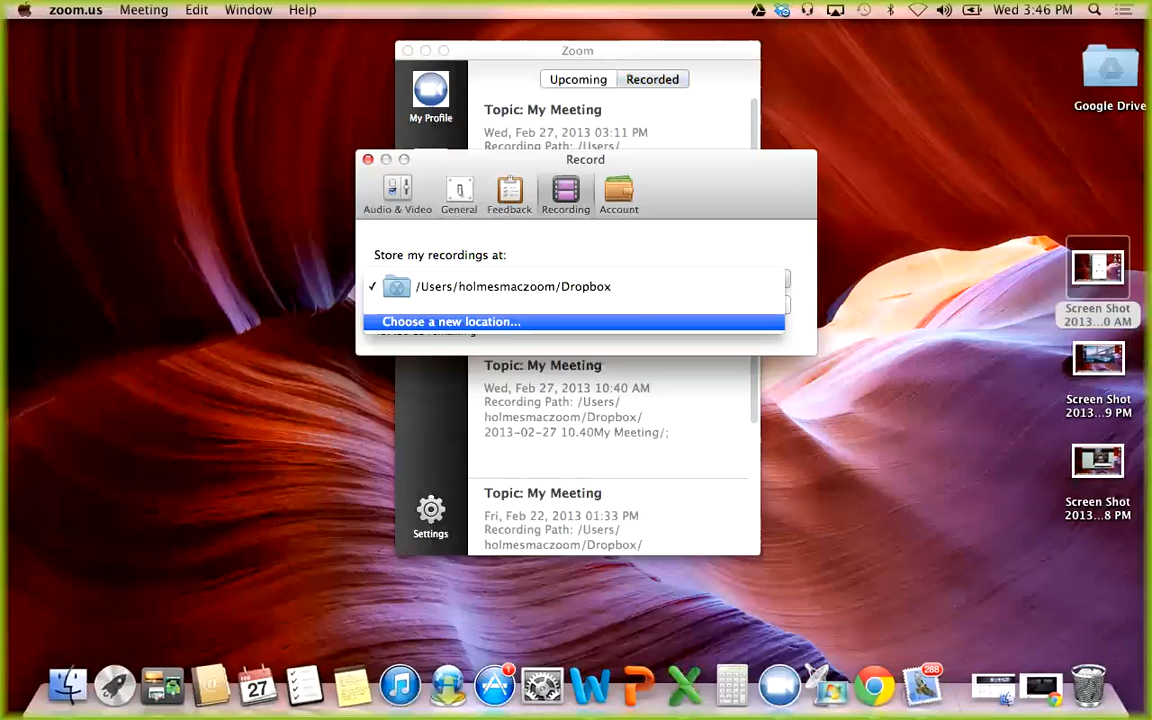 zoom.us Meeting Edit Window Help Wed 3:46 PM
Zoom
Upcoming Recorded
My Profile
Topic: My Meeting
Wed, Feb 27, 2013 03:11 PM
Recording Path: /Users/
Record
Audio & Video General Feedback Recording Account
Store my recordings at:
✓ /Users/holmesmaczoom/Dropbox
Choose a new location...
Topic: My Meeting
Wed, Feb 27, 2013 10:40 AM
Recording Path: /Users/
holmesmaczoom/Dropbox/
2013-02-27 10.40My Meeting/;
Topic: My Meeting
Fri, Feb 22, 2013 01:33 PM
Recording Path: /Users/
holmesmaczoom/Dropbox/
Settings
Google Drive
Screen Shot
2013...0 AM
Screen Shot
2013...9 PM
Screen Shot
2013...8 PM
27
1
288